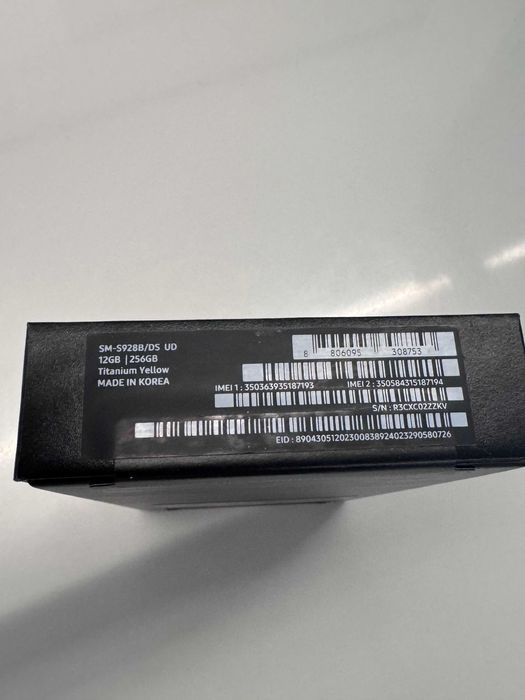 SM-S928B/DS UD
12GB | 256GB
Titanium Yellow
MADE IN KOREA
8 806095 308753
IMEI 1 : 350363935187193
IMEI 2 : 350584315187194
S/N : R3CXC02ZZKV
EID : 89043051202300838924023290580726